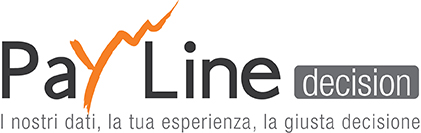 PayLine decision
I nostri dati, la tua esperienza, la giusta decisione